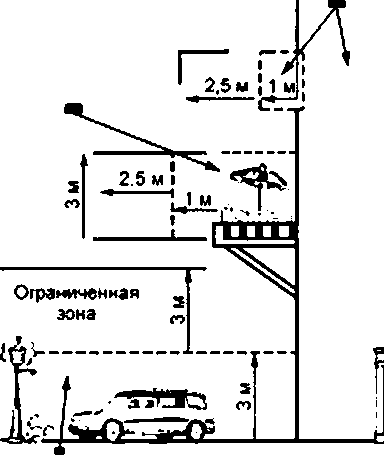 2,5 м
1 м
3 м
2.5 м
1 м
Ограниченная
зона
3 м
3 м